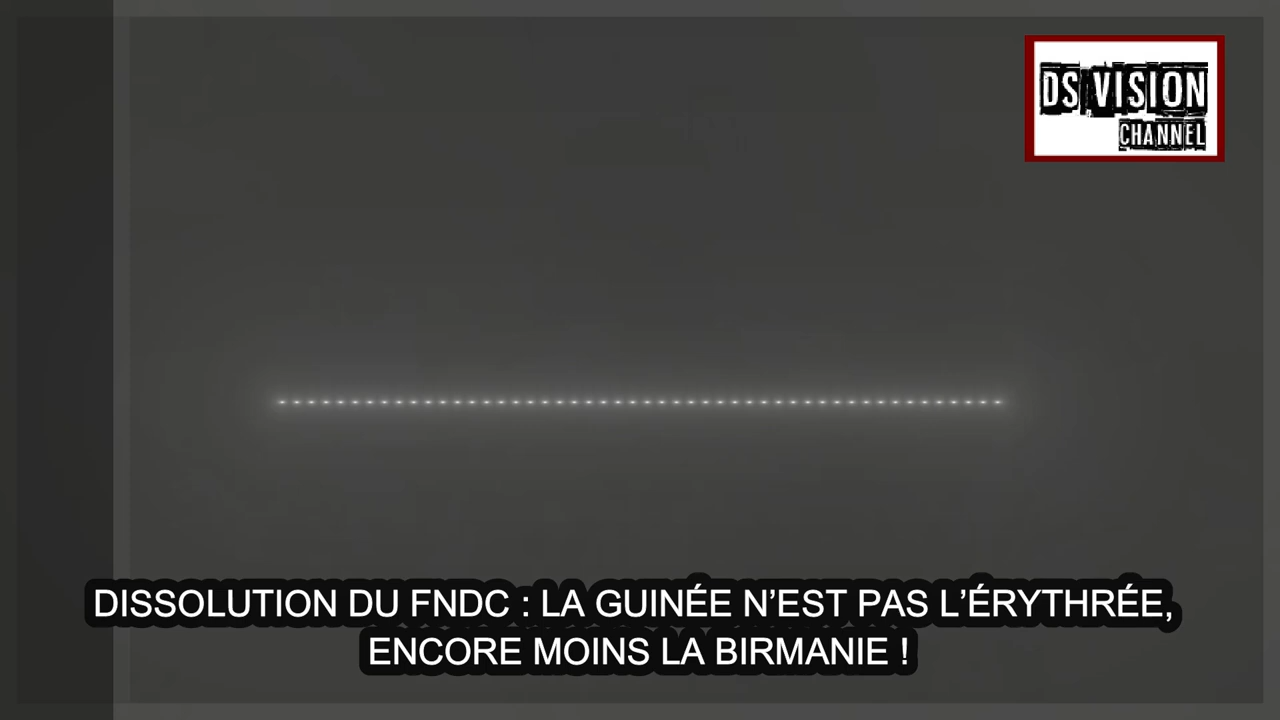 DS VISION
CHANNEL
DISSOLUTION DU FNDC : LA GUINÉE N’EST PAS L’ÉRYTHRÉE,
ENCORE MOINS LA BIRMANIE !